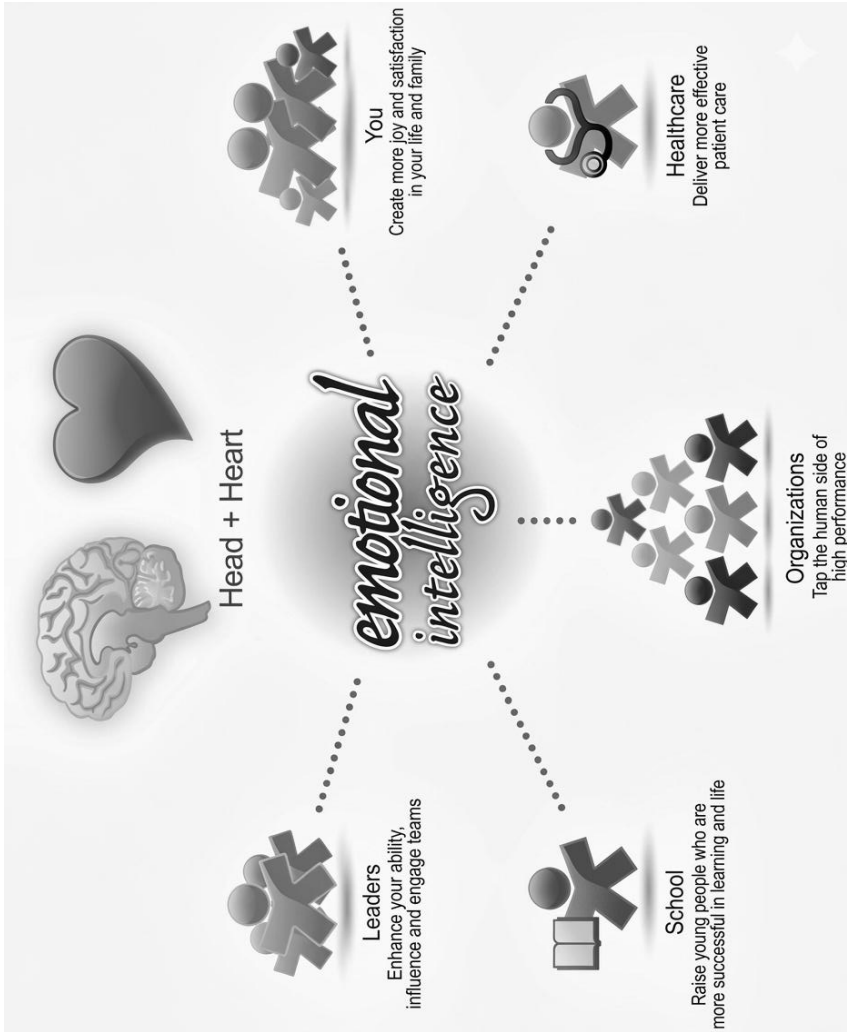 Head + Heart
emotional
intelligence
Leaders
Enhance your ability,
influence and engage teams
You
Create more joy and satisfaction
in your life and family
School
Raise young people who are
more successful in learning and life
Organizations
Tap the human side of
high performance
Healthcare
Deliver more effective
patient care